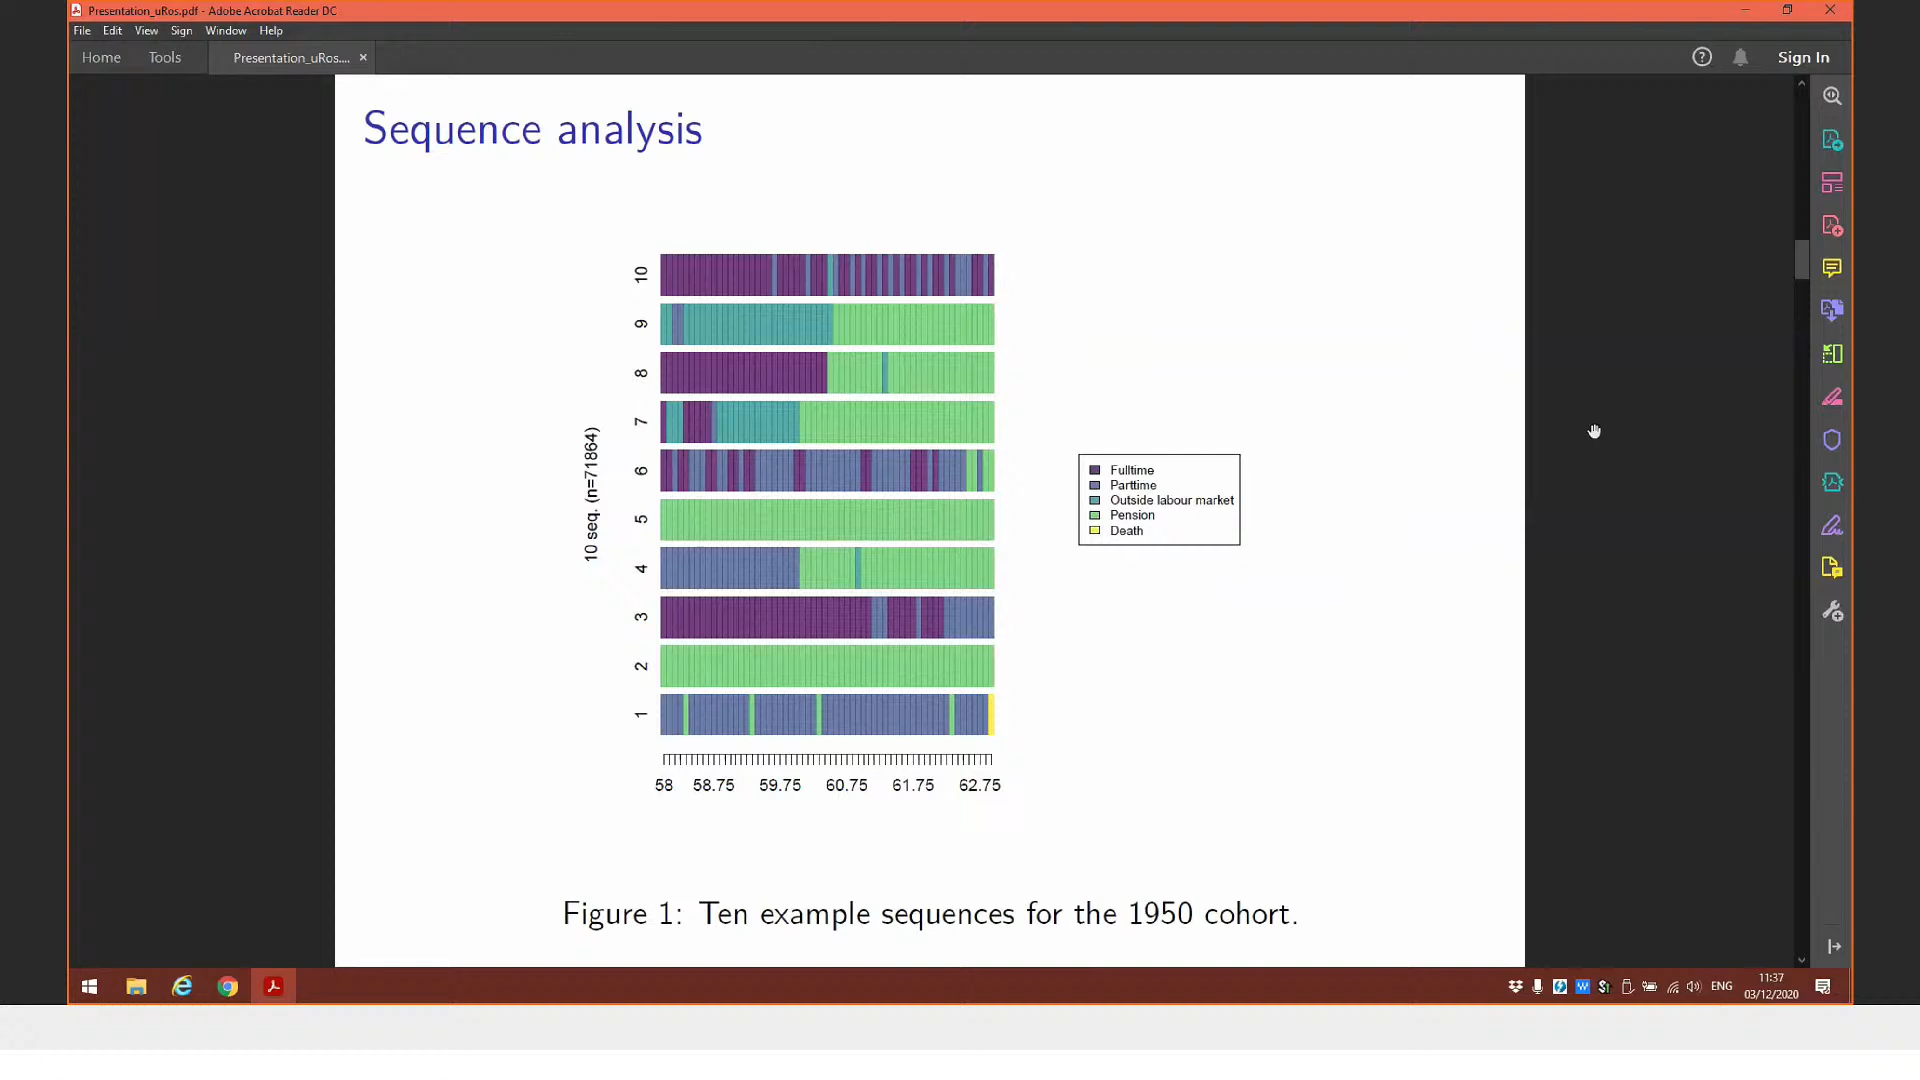 Presentation_uRos.pdf - Adobe Acrobat Reader DC
File Edit View Sign Window Help
Home Tools Presentation_uRos.... × Sign In
Sequence analysis
10 seq. (n=71864)
10
9
8
7
6
5
4
3
2
1
58 58.75 59.75 60.75 61.75 62.75
Fulltime
Parttime
Outside labour market
Pension
Death
Figure 1: Ten example sequences for the 1950 cohort.
ENG
11:37
03/12/2020